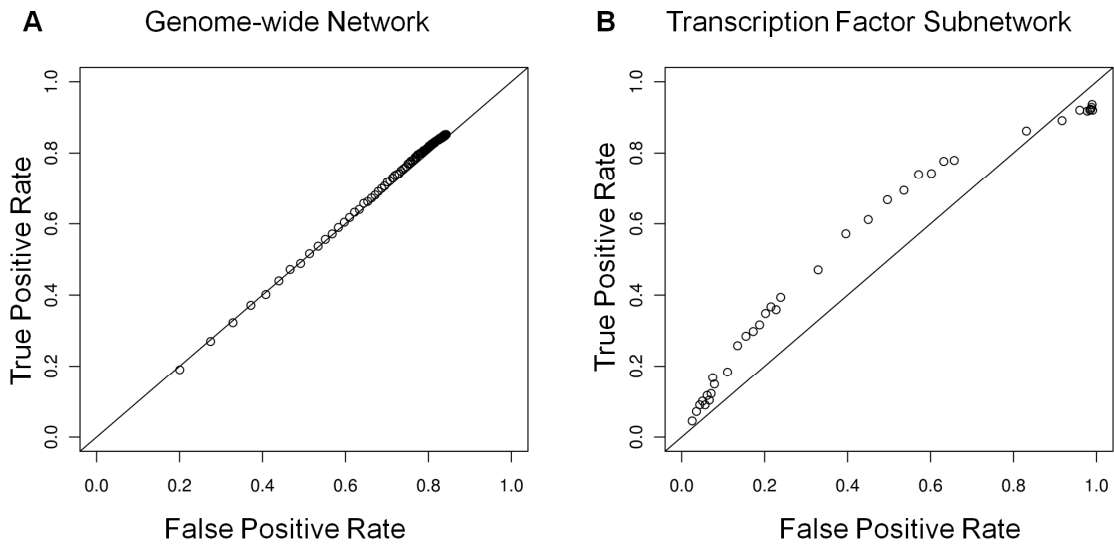 A Genome-wide Network
True Positive Rate
1.0
0.8
0.6
0.4
0.2
0.0
0.0 0.2 0.4 0.6 0.8 1.0
False Positive Rate
B Transcription Factor Subnetwork
True Positive Rate
1.0
0.8
0.6
0.4
0.2
0.0
0.0 0.2 0.4 0.6 0.8 1.0
False Positive Rate